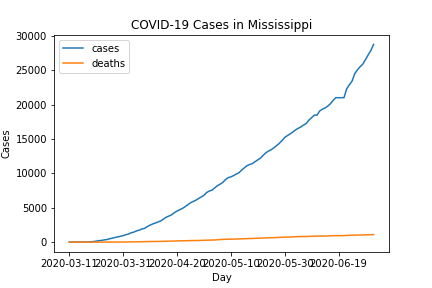 COVID-19 Cases in Mississippi
cases
deaths
30000
25000
20000
15000
10000
5000
0
Cases
2020-03-11 2020-03-31 2020-04-20 2020-05-10 2020-05-30 2020-06-19
Day